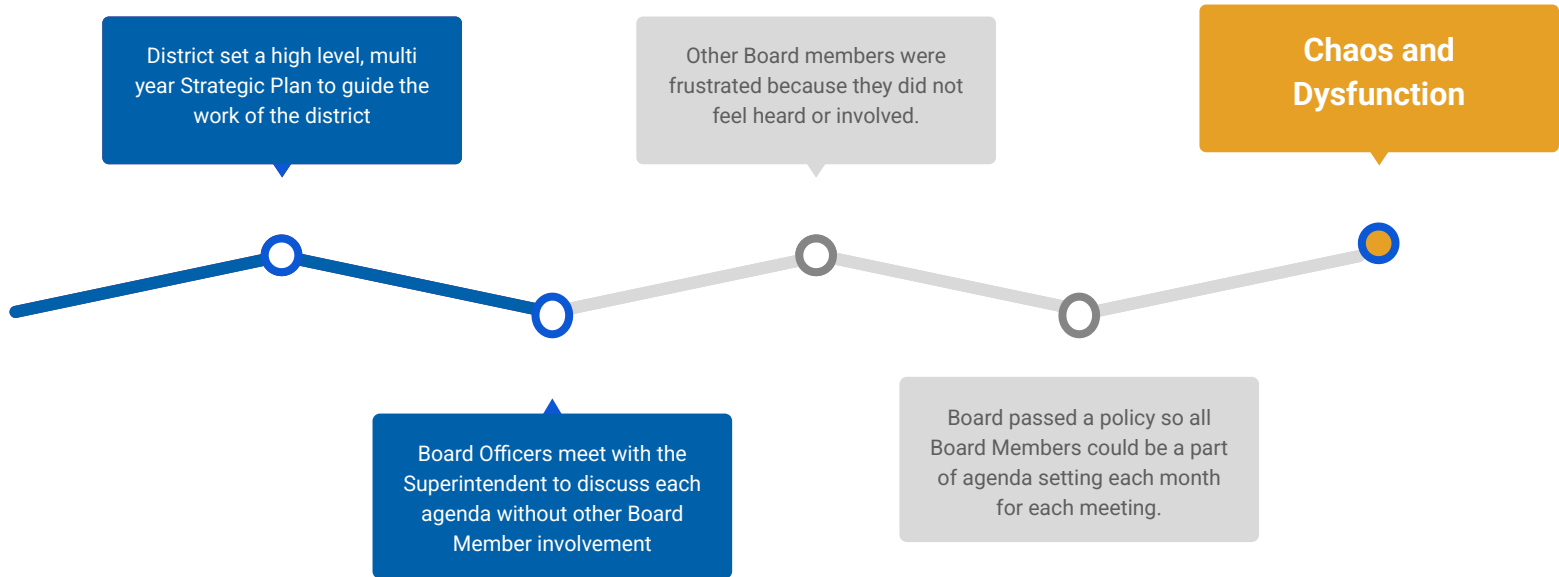 District set a high level, multi
year Strategic Plan to guide the
work of the district
Board Officers meet with the
Superintendent to discuss each
agenda without other Board
Member involvement
Other Board members were
frustrated because they did not
feel heard or involved.
Board passed a policy so all
Board Members could be a part
of agenda setting each month
for each meeting.
Chaos and
Dysfunction